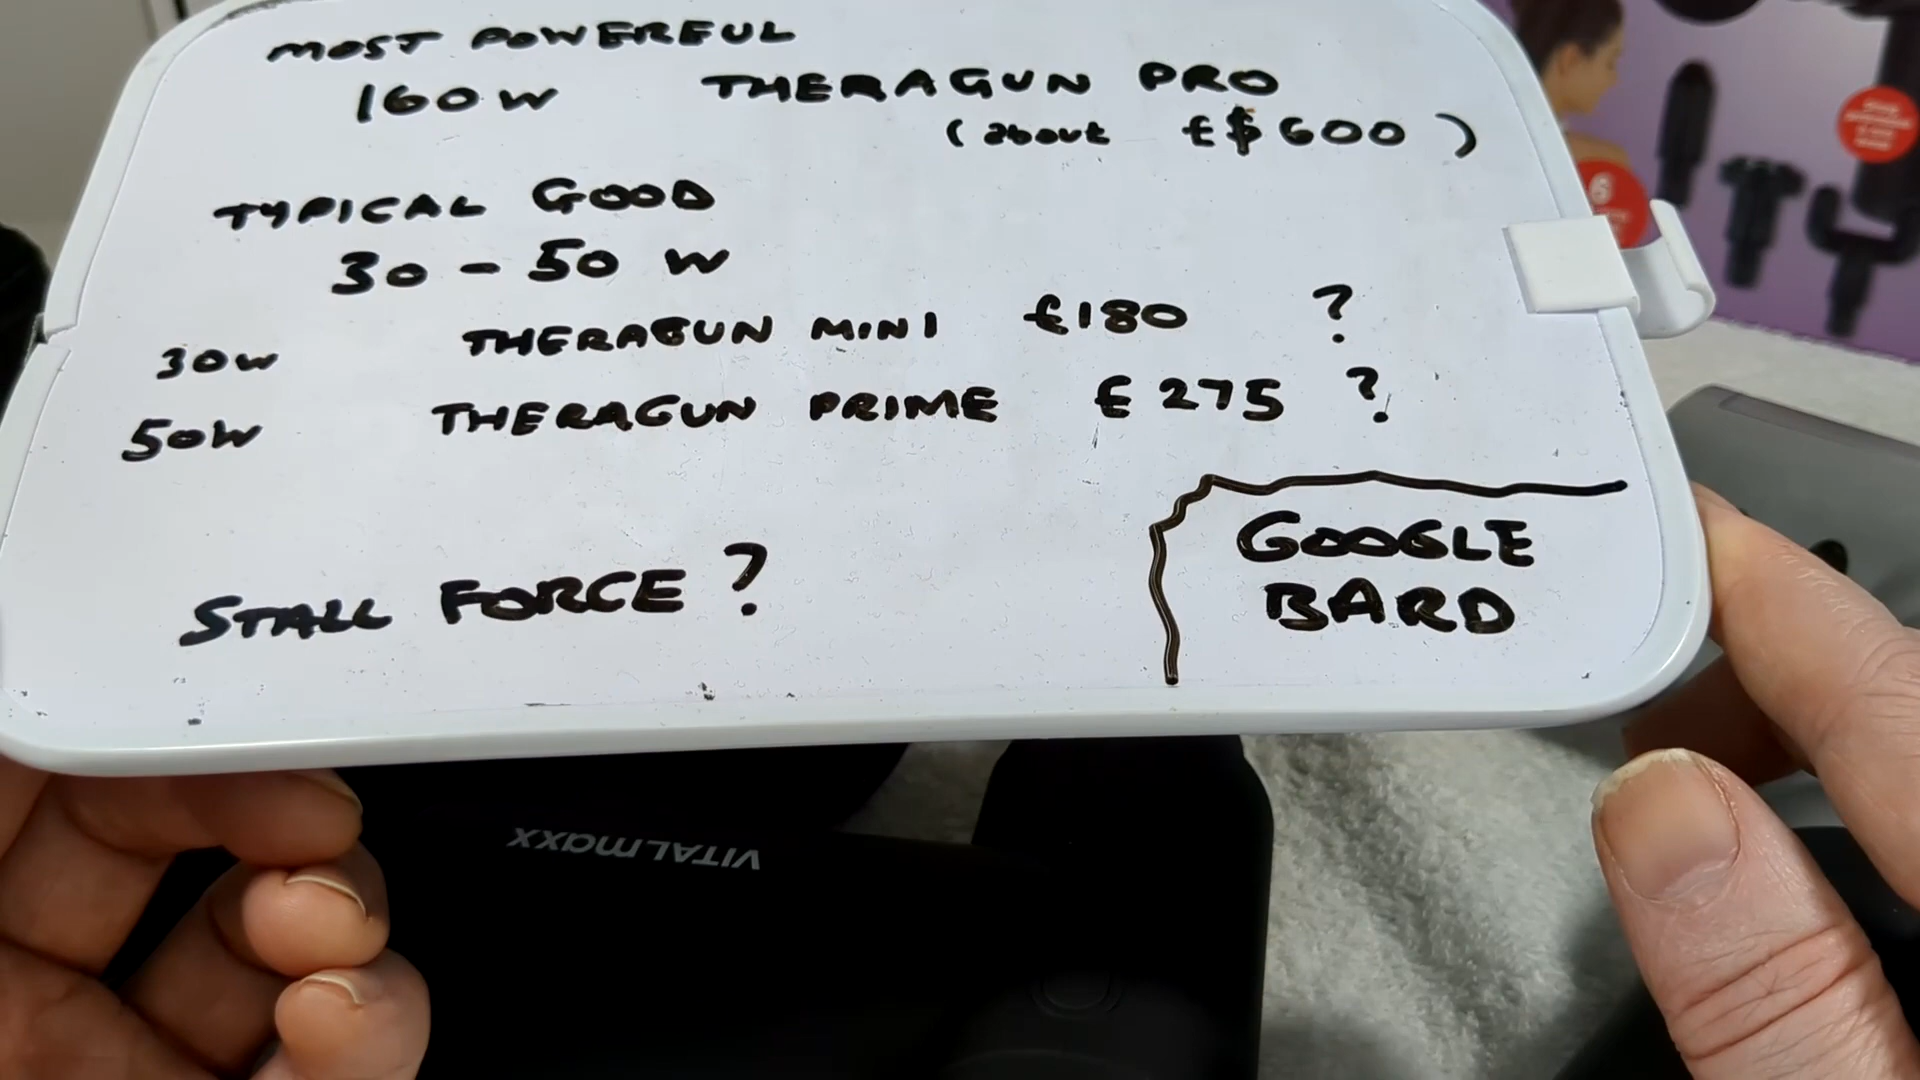 MOST POWERFUL
160W THERAGUN PRO
(about £$600)
TYPICAL GOOD
30-50 W
30W THERAGUN MINI £180 ?
50W THERAGUN PRIME £275 ?
STALL FORCE?
GOOGLE
BARD
VITALmaxx
6